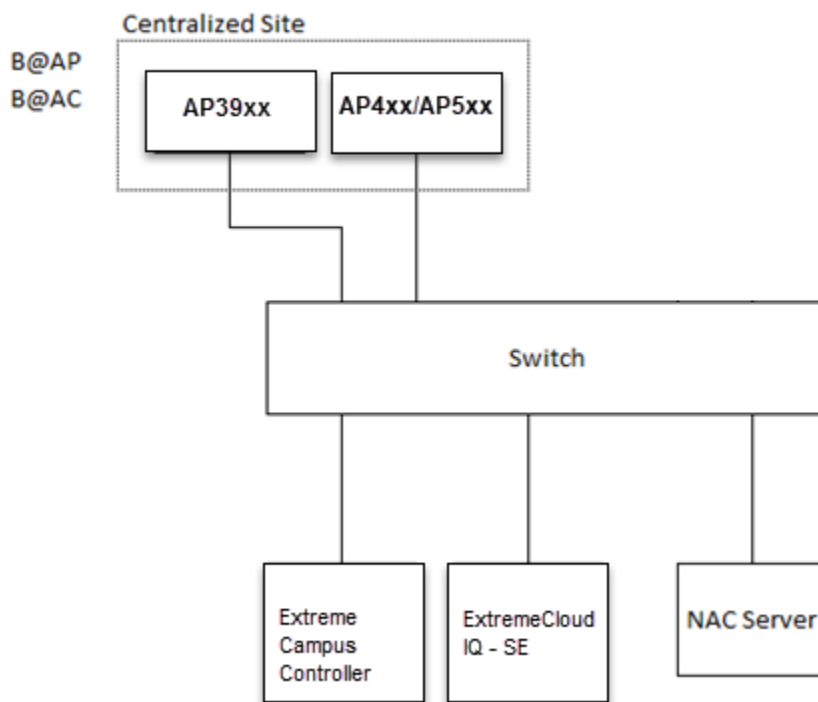 Centralized Site
B@AP
B@AC
AP39xx
AP4xx/AP5xx
Switch
Extreme
Campus
Controller
ExtremeCloud
IQ - SE
NAC Server